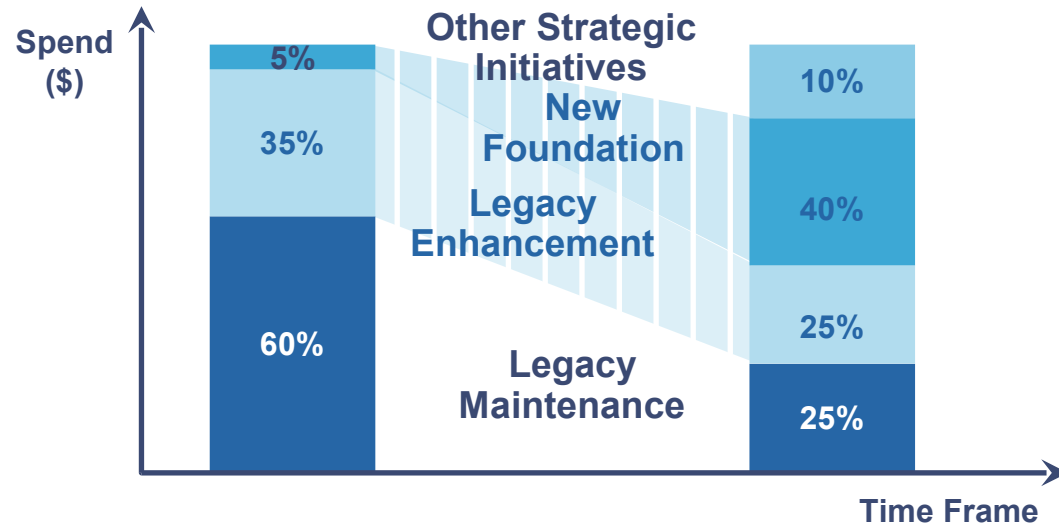 Spend
($)
Other Strategic
Initiatives
New
Foundation
Legacy
Enhancement
Legacy
Maintenance
5%
35%
60%
10%
40%
25%
25%
Time Frame